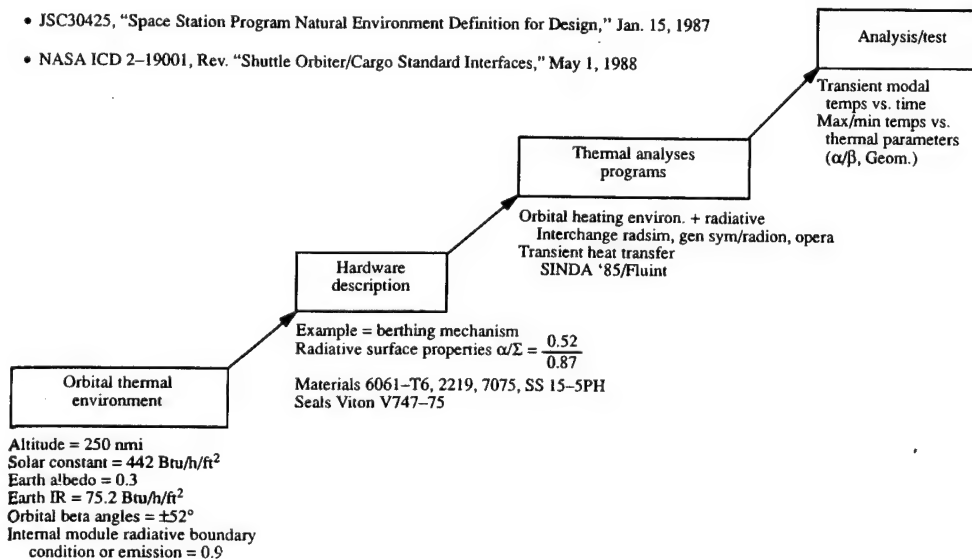 • JSC30425, “Space Station Program Natural Environment Definition for Design,” Jan. 15, 1987
• NASA ICD 2–19001, Rev. “Shuttle Orbiter/Cargo Standard Interfaces,” May 1, 1988
Analysis/test
Transient modal
temps vs. time
Max/min temps vs.
thermal parameters
(α/β, Geom.)
Thermal analyses
programs
Orbital heating environ. + radiative
Interchange radsim, gen sym/radion, opera
Transient heat transfer
SINDA ‘85/Fluint
Hardware
description
Example = berthing mechanism
Radiative surface properties α/Σ = 0.52
0.87
Materials 6061–T6, 2219, 7075, SS 15–5PH
Seals Viton V747–75
Orbital thermal
environment
Altitude = 250 nmi
Solar constant = 442 Btu/h/ft²
Earth albedo = 0.3
Earth IR = 75.2 Btu/h/ft²
Orbital beta angles = ±52°
Internal module radiative boundary
condition or emission = 0.9